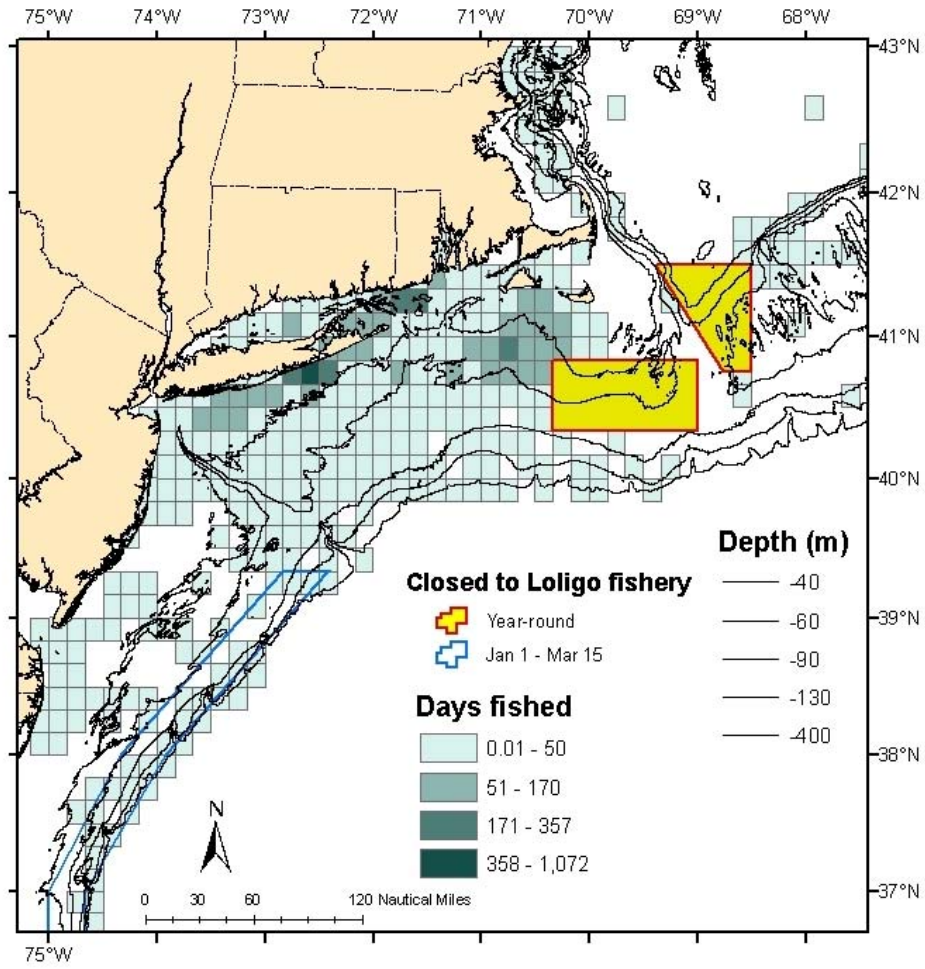 75°W 74°W 73°W 72°W 71°W 70°W 69°W 68°W
43°N
42°N
41°N
40°N
39°N
38°N
37°N
Closed to Loligo fishery
Year-round
Jan 1 - Mar 15
Days fished
0.01 - 50
51 - 170
171 - 357
358 - 1,072
Depth (m)
-40
-60
-90
-130
-400
N
0 30 60 120 Nautical Miles
75°W